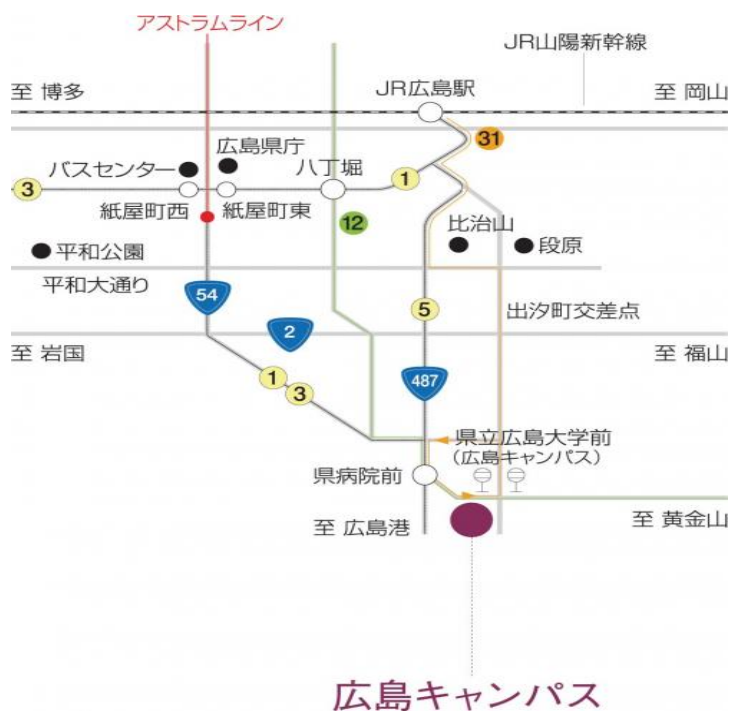 アストラムライン
JR山陽新幹線
至 博多
JR広島駅
至 岡山
31
広島県庁
バスセンター
八丁堀
3
1
紙屋町西
紙屋町東
12
比治山
段原
平和公園
平和大通り
54
5
出汐町交差点
2
至 岩国
至 福山
1
3
487
県立広島大学前
(広島キャンパス)
県病院前
至 広島港
至 黄金山
広島キャンパス